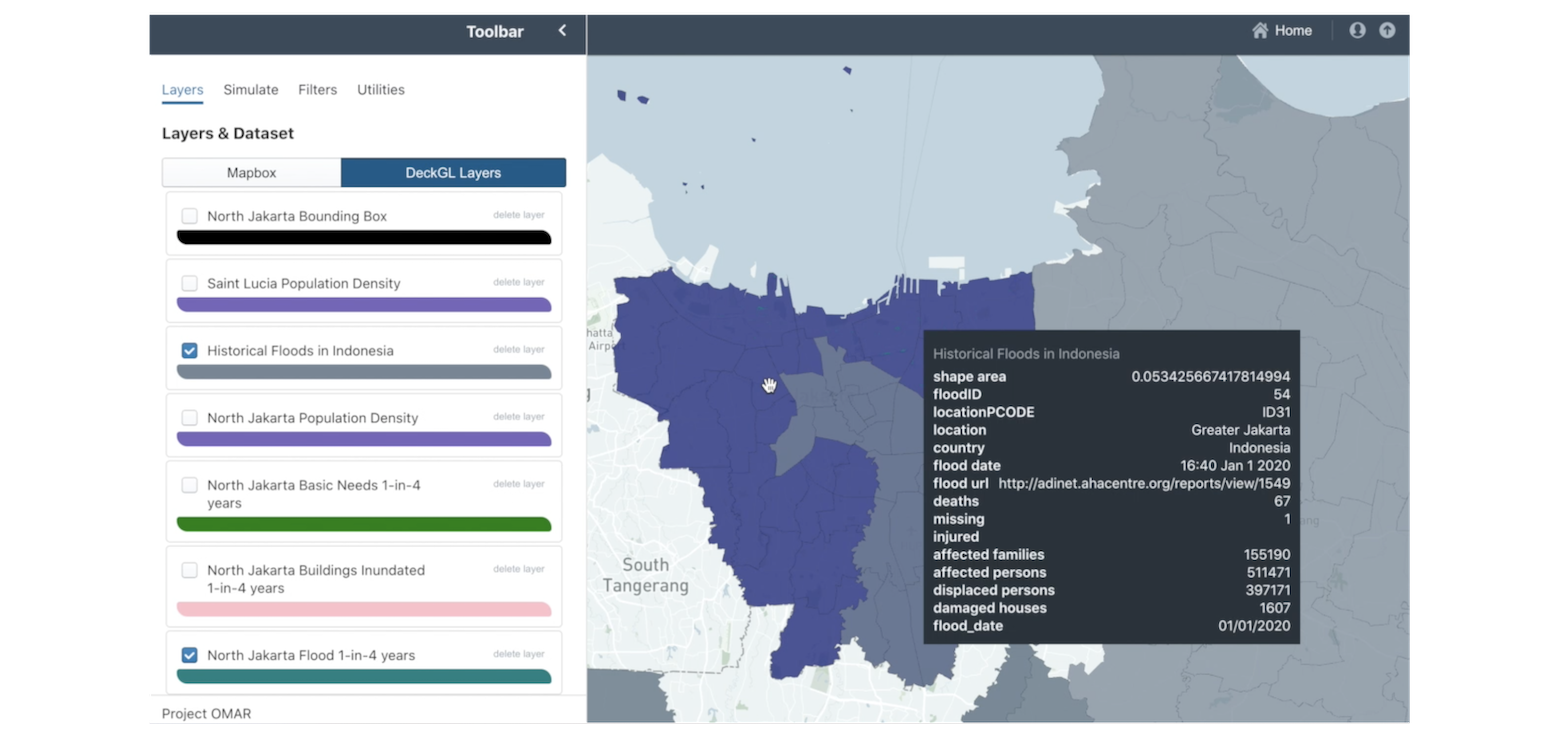 Toolbar
Home
Layers Simulate Filters Utilities
Layers & Dataset
Mapbox DeckGL Layers
North Jakarta Bounding Box delete layer
Saint Lucia Population Density delete layer
Historical Floods in Indonesia delete layer
North Jakarta Population Density delete layer
North Jakarta Basic Needs 1-in-4 delete layer
years
North Jakarta Buildings Inundated delete layer
1-in-4 years
North Jakarta Flood 1-in-4 years delete layer
Project OMAR
hatta
Airp
South
Tangerang
Historical Floods in Indonesia
shape area 0.053425667417814994
floodID 54
locationPCODE ID31
location Greater Jakarta
country Indonesia
flood date 16:40 Jan 1 2020
flood url http://adinet.ahacentre.org/reports/view/1549
deaths 67
missing 1
injured
affected families 155190
affected persons 511471
displaced persons 397171
damaged houses 1607
flood_date 01/01/2020